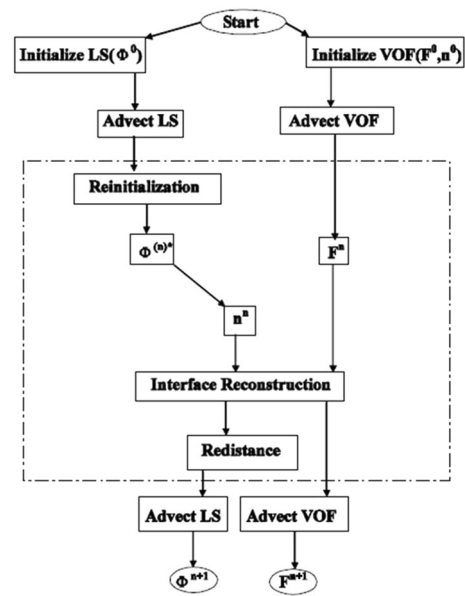 Start
Initialize LS(Φ⁰)
Initialize VOF(F⁰,n⁰)
Advect LS
Advect VOF
Reinitialization
Φ⁽ⁿ⁾*
Fⁿ
nⁿ
Interface Reconstruction
Redistance
Advect LS
Advect VOF
Φⁿ⁺¹
Fⁿ⁺¹